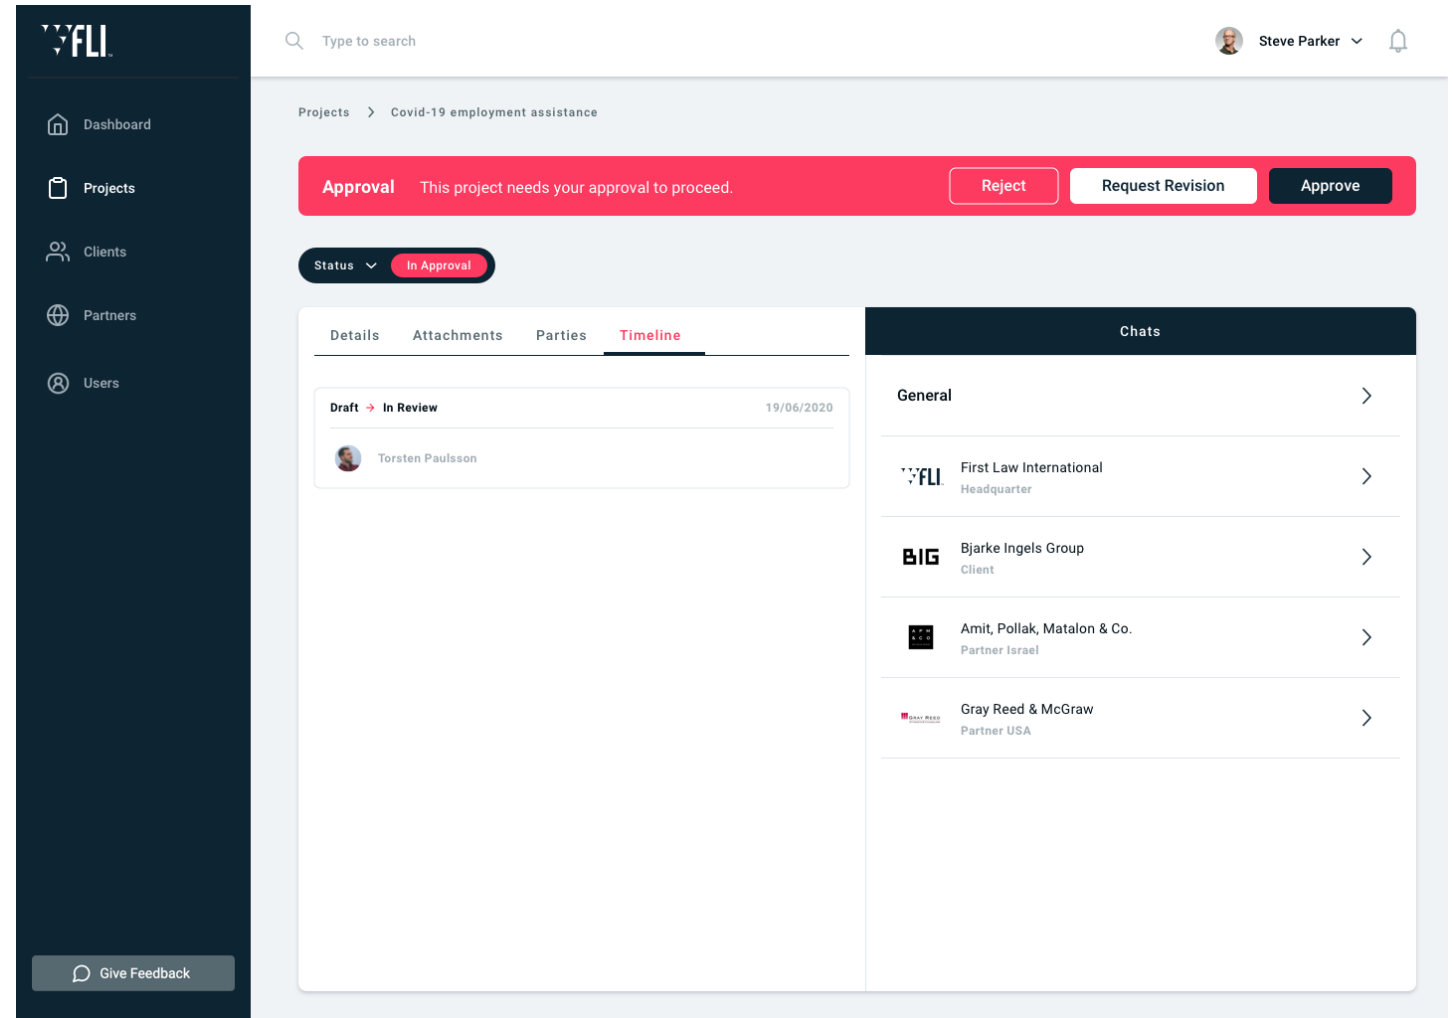 FLI
Type to search
Steve Parker
Dashboard
Projects
Clients
Partners
Users
Give Feedback
Projects > Covid-19 employment assistance
Approval This project needs your approval to proceed.
Reject
Request Revision
Approve
Status In Approval
Details Attachments Parties Timeline
Draft → In Review 19/06/2020
Torsten Paulsson
Chats
General
FLI
First Law International
Headquarter
BIG
Bjarke Ingels Group
Client
Amit, Pollak, Matalon & Co.
Partner Israel
GRAY REED
Gray Reed & McGraw
Partner USA